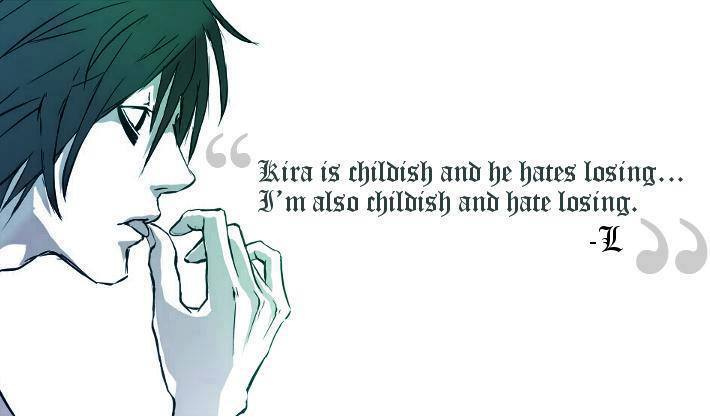 “
Kira is childish and he hates losing...
I'm also childish and hate losing.
-L
”